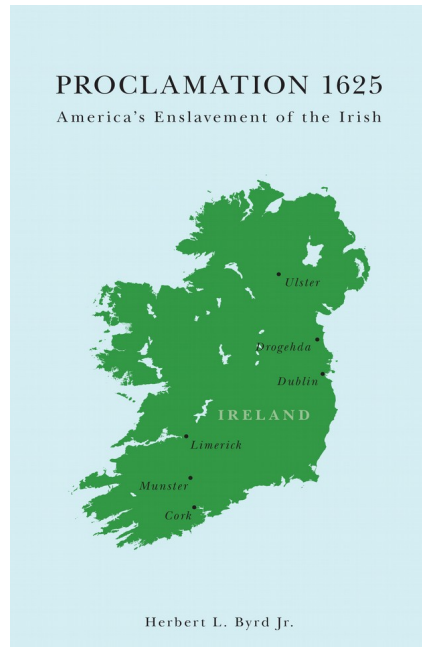 PROCLAMATION 1625
America's Enslavement of the Irish
Ulster
Drogehda
Dublin
IRELAND
Limerick
Munster
Cork
Herbert L. Byrd Jr.